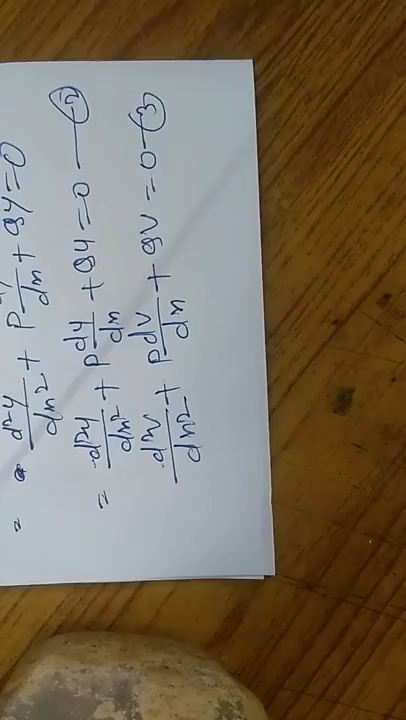 = d²y/dx² + P dy/dx + Qy = 0
= d²y/dx² + P dy/dx + Qy = 0 — (2)
d²v/dx² + P dv/dx + Qv = 0 — (3)